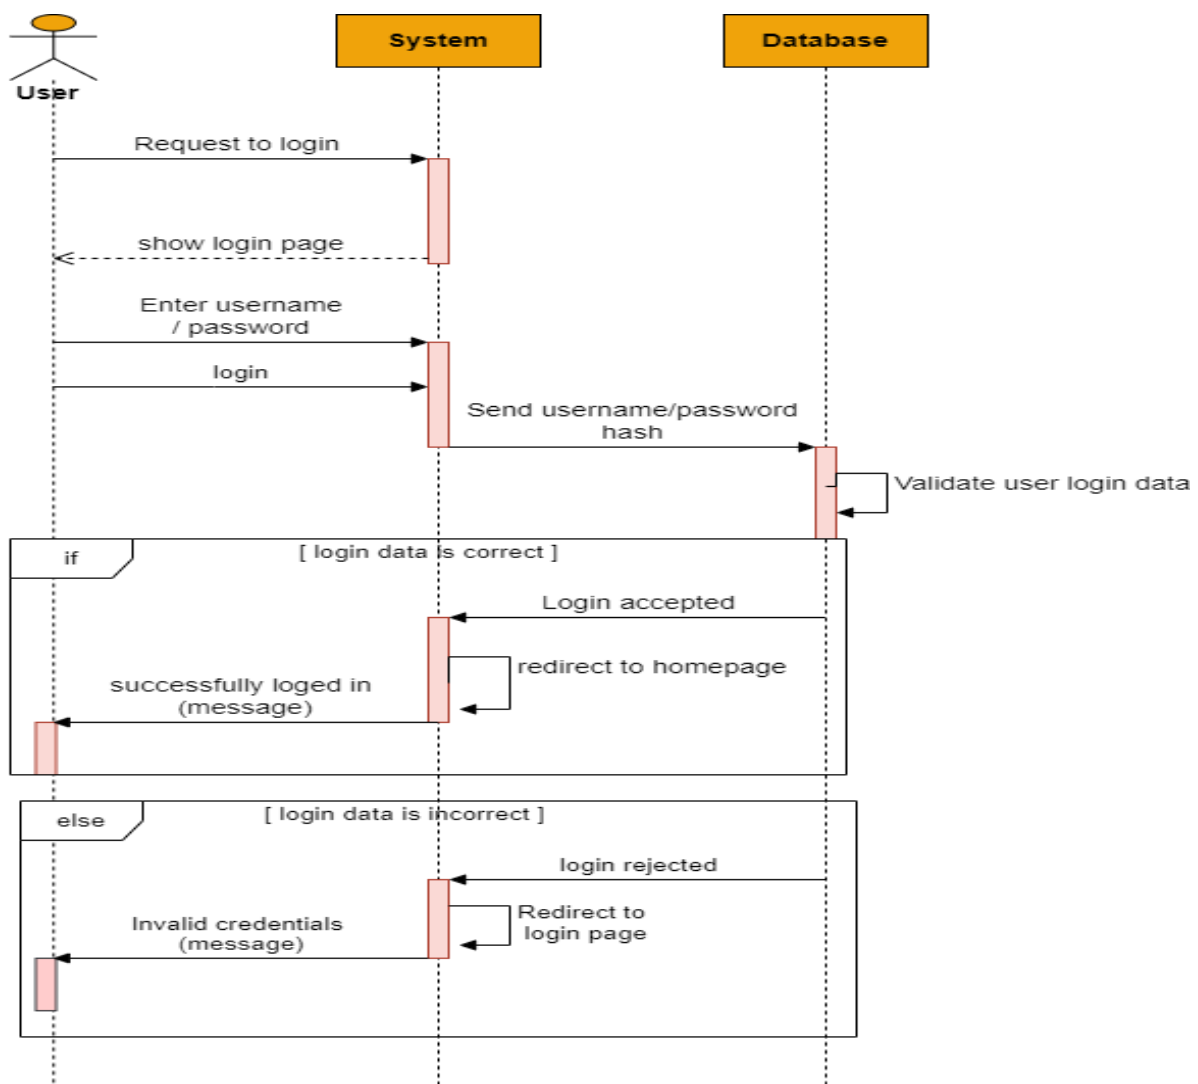 System
Database
User
Request to login
show login page
Enter username
/ password
login
Send username/password
hash
Validate user login data
if
[ login data is correct ]
Login accepted
redirect to homepage
successfully loged in
(message)
else
[ login data is incorrect ]
login rejected
Redirect to
login page
Invalid credentials
(message)